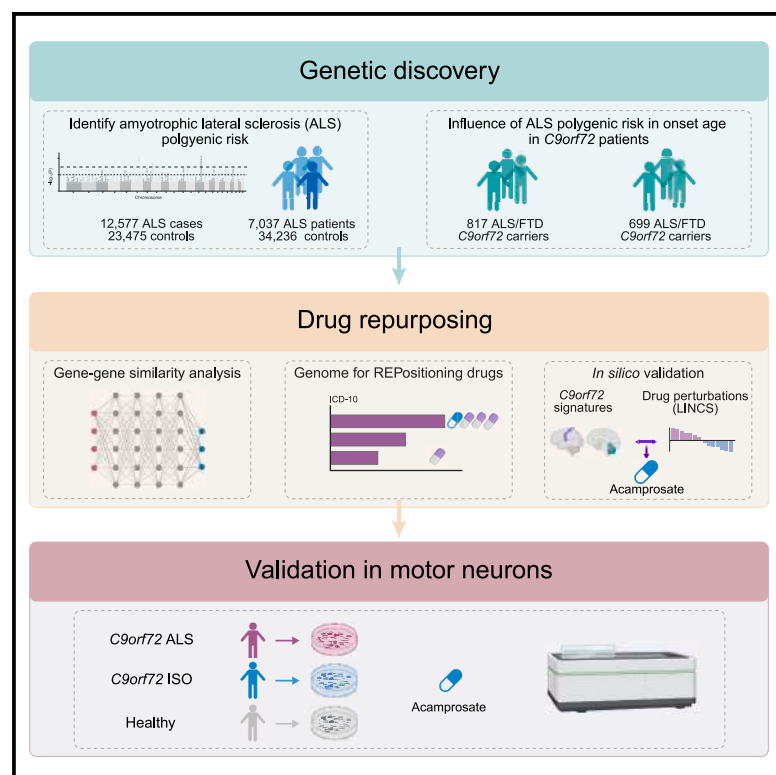 Genetic discovery
Identify amyotrophic lateral sclerosis (ALS)
polgyenic risk
-log₁₀(P)
Chromosome
12,577 ALS cases
23,475 controls
7,037 ALS patients
34,236 controls
Influence of ALS polygenic risk in onset age
in C9orf72 patients
817 ALS/FTD
C9orf72 carriers
699 ALS/FTD
C9orf72 carriers
Drug repurposing
Gene-gene similarity analysis
Genome for REPositioning drugs
ICD-10
In silico validation
C9orf72
signatures
Drug perturbations
(LINCS)
Acamprosate
Validation in motor neurons
C9orf72 ALS
C9orf72 ISO
Healthy
Acamprosate